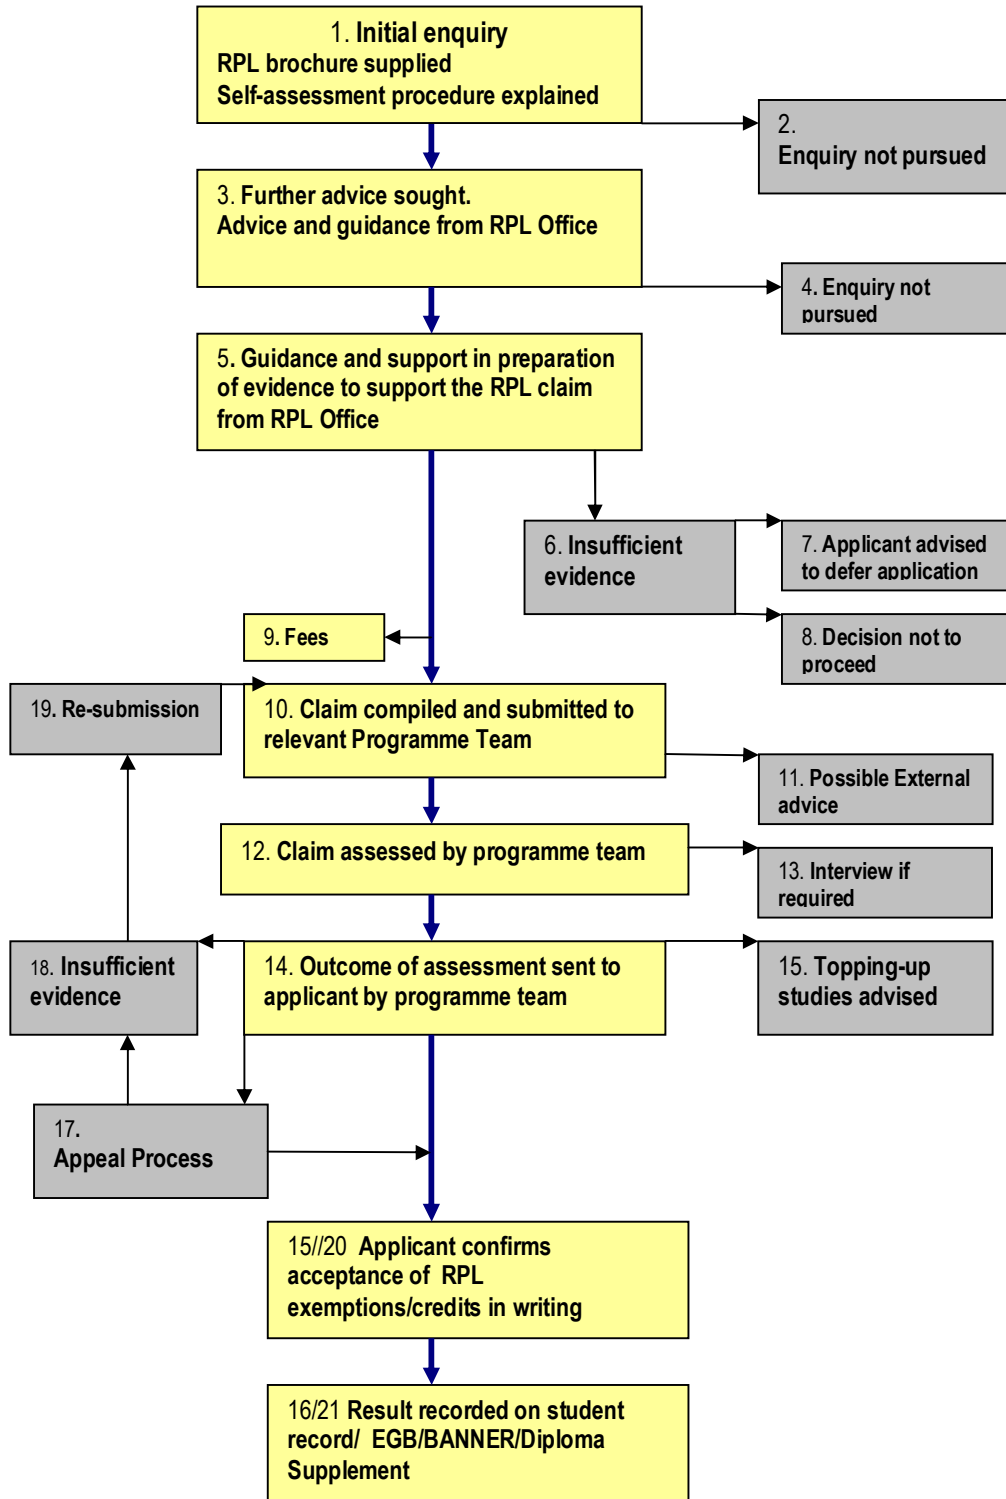 1. Initial enquiry
RPL brochure supplied
Self-assessment procedure explained
2.
Enquiry not pursued
3. Further advice sought.
Advice and guidance from RPL Office
4. Enquiry not
pursued
5. Guidance and support in preparation
of evidence to support the RPL claim
from RPL Office
6. Insufficient
evidence
7. Applicant advised
to defer application
8. Decision not to
proceed
9. Fees
10. Claim compiled and submitted to
relevant Programme Team
19. Re-submission
11. Possible External
advice
12. Claim assessed by programme team
13. Interview if
required
14. Outcome of assessment sent to
applicant by programme team
18. Insufficient
evidence
15. Topping-up
studies advised
17.
Appeal Process
15//20 Applicant confirms
acceptance of RPL
exemptions/credits in writing
16/21 Result recorded on student
record/ EGB/BANNER/Diploma
Supplement